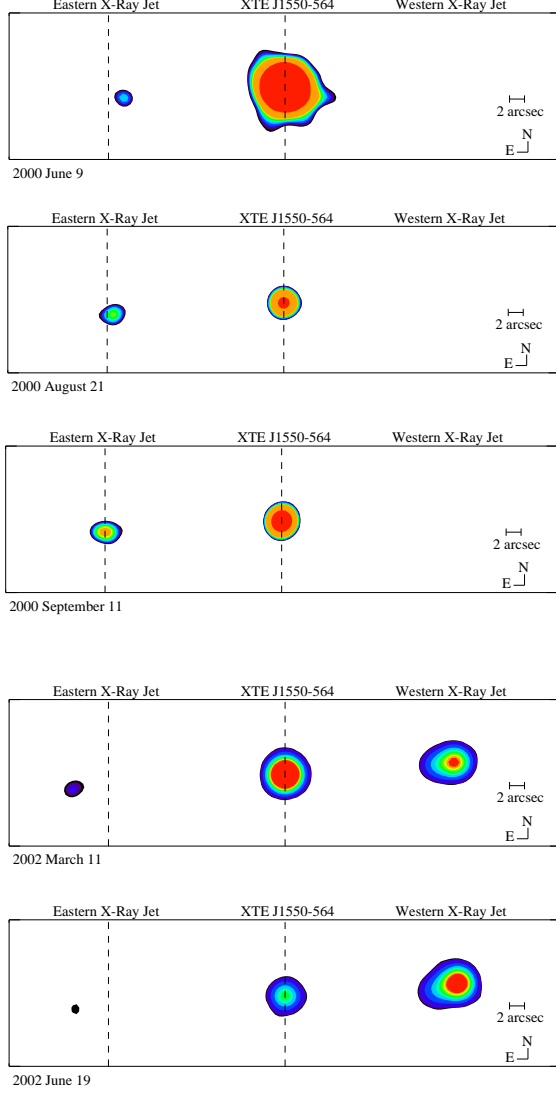 Eastern X-Ray Jet XTE J1550-564 Western X-Ray Jet
2 arcsec
N
E
2000 June 9
Eastern X-Ray Jet XTE J1550-564 Western X-Ray Jet
2 arcsec
N
E
2000 August 21
Eastern X-Ray Jet XTE J1550-564 Western X-Ray Jet
2 arcsec
N
E
2000 September 11
Eastern X-Ray Jet XTE J1550-564 Western X-Ray Jet
2 arcsec
N
E
2002 March 11
Eastern X-Ray Jet XTE J1550-564 Western X-Ray Jet
2 arcsec
N
E
2002 June 19